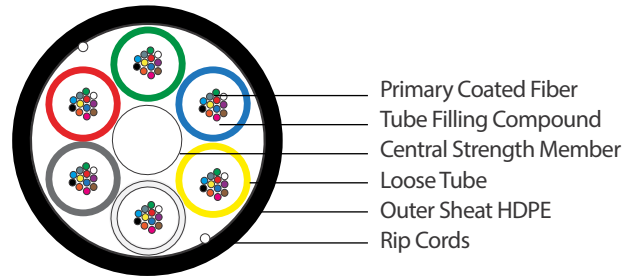 Primary Coated Fiber
Tube Filling Compound
Central Strength Member
Loose Tube
Outer Sheat HDPE
Rip Cords